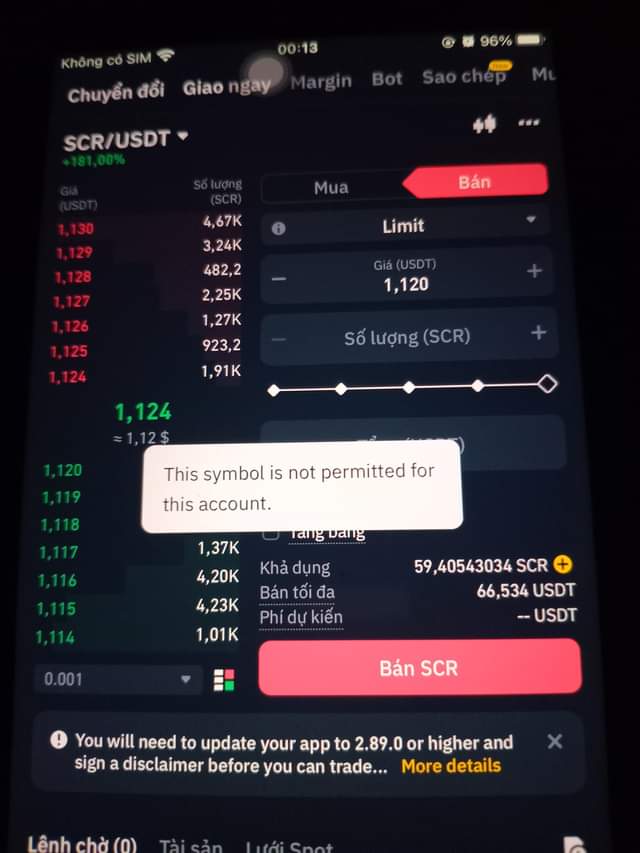 Không có SIM
00:13
96%
Chuyển đổi Giao ngay Margin Bot Sao chép Mu
SCR/USDT
+181,00%
Giá
(USDT)
Số lượng
(SCR)
1,130 4,67K
1,129 3,24K
1,128 482,2
1,127 2,25K
1,126 1,27K
1,125 923,2
1,124 1,91K
1,124
≈ 1,12 $
1,120
1,119
1,118
1,117 1,37K
1,116 4,20K
1,115 4,23K
1,114 1,01K
0.001
Mua Bán
Limit
Giá (USDT)
1,120
Số lượng (SCR)
This symbol is not permitted for
this account.
Tảng băng
Khả dụng 59,40543034 SCR
Bán tối đa 66,534 USDT
Phí dự kiến -- USDT
Bán SCR
You will need to update your app to 2.89.0 or higher and
sign a disclaimer before you can trade... More details
Lệnh chờ (0) Tài sản Lưới Spot